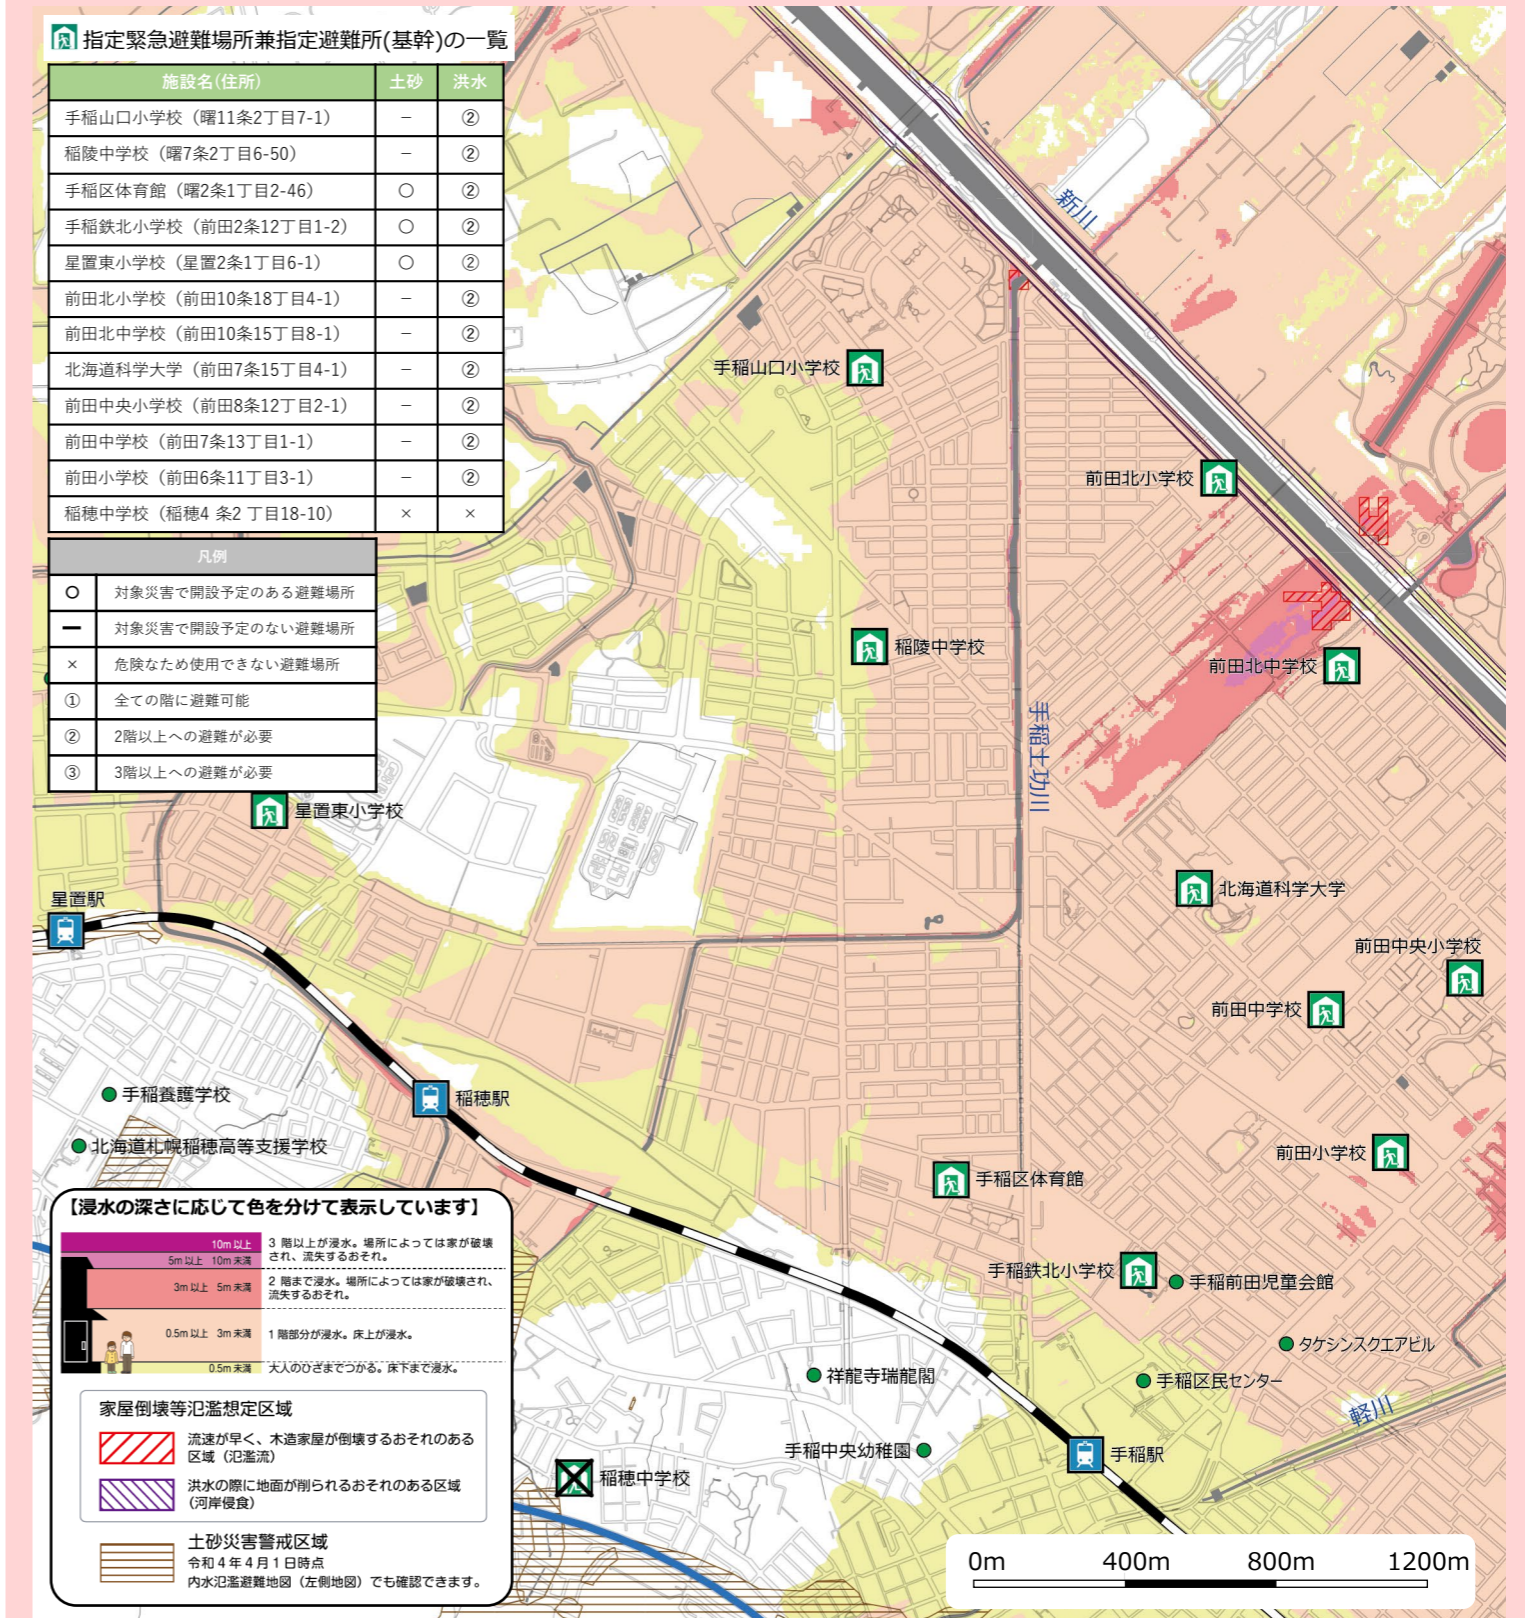 指定緊急避難場所兼指定避難所(基幹)の一覧
施設名(住所) 土砂 洪水
手稲山口小学校（曙11条2丁目7-1） － ②
稲陵中学校（曙7条2丁目6-50） － ②
手稲区体育館（曙2条1丁目2-46） ○ ②
手稲鉄北小学校（前田2条12丁目1-2） ○ ②
星置東小学校（星置2条1丁目6-1） ○ ②
前田北小学校（前田10条18丁目4-1） － ②
前田北中学校（前田10条15丁目8-1） － ②
北海道科学大学（前田7条15丁目4-1） － ②
前田中央小学校（前田8条12丁目2-1） － ②
前田中学校（前田7条13丁目1-1） － ②
前田小学校（前田6条11丁目3-1） － ②
稲穂中学校（稲穂4 条2 丁目18-10） × ×
凡例
○ 対象災害で開設予定のある避難場所
ー 対象災害で開設予定のない避難場所
× 危険なため使用できない避難場所
① 全ての階に避難可能
② 2階以上への避難が必要
③ 3階以上への避難が必要
新川
手稲山口小学校
前田北小学校
稲陵中学校
前田北中学校
手稲土功川
星置東小学校
北海道科学大学
星置駅
前田中央小学校
前田中学校
手稲養護学校
稲穂駅
北海道札幌稲穂高等支援学校
前田小学校
手稲区体育館
手稲鉄北小学校
手稲前田児童会館
タケシンスクエアビル
祥龍寺瑞龍閣
手稲区民センター
軽川
手稲中央幼稚園
手稲駅
稲穂中学校
【浸水の深さに応じて色を分けて表示しています】
10m以上
5m以上 10m未満
3 階以上が浸水。場所によっては家が破壊
され、流失するおそれ。
3m以上 5m未満
2 階まで浸水。場所によっては家が破壊され、
流失するおそれ。
0.5m以上 3m未満
1 階部分が浸水。床上が浸水。
0.5m未満
大人のひざまでつかる。床下まで浸水。
家屋倒壊等氾濫想定区域
流速が早く、木造家屋が倒壊するおそれのある
区域（氾濫流）
洪水の際に地面が削られるおそれのある区域
（河岸侵食）
土砂災害警戒区域
令和4年4月1日時点
内水氾濫避難地図（左側地図）でも確認できます。
0m 400m 800m 1200m